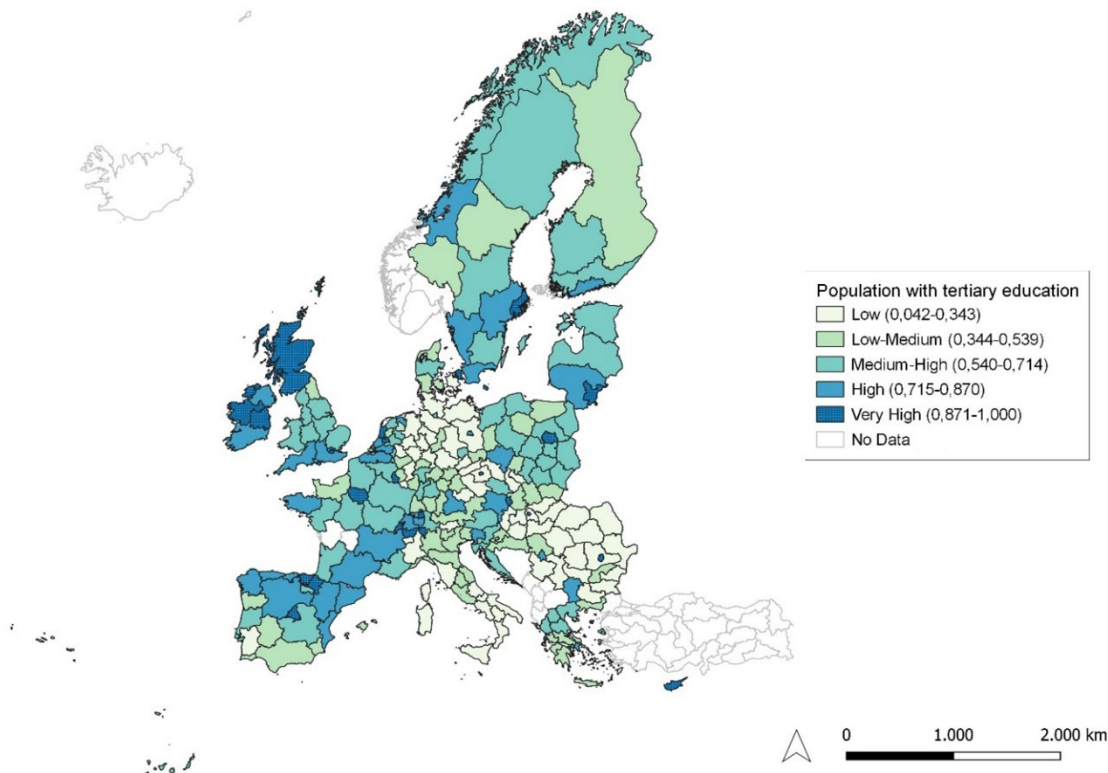 Population with tertiary education
Low (0,042-0,343)
Low-Medium (0,344-0,539)
Medium-High (0,540-0,714)
High (0,715-0,870)
Very High (0,871-1,000)
No Data
0 1.000 2.000 km